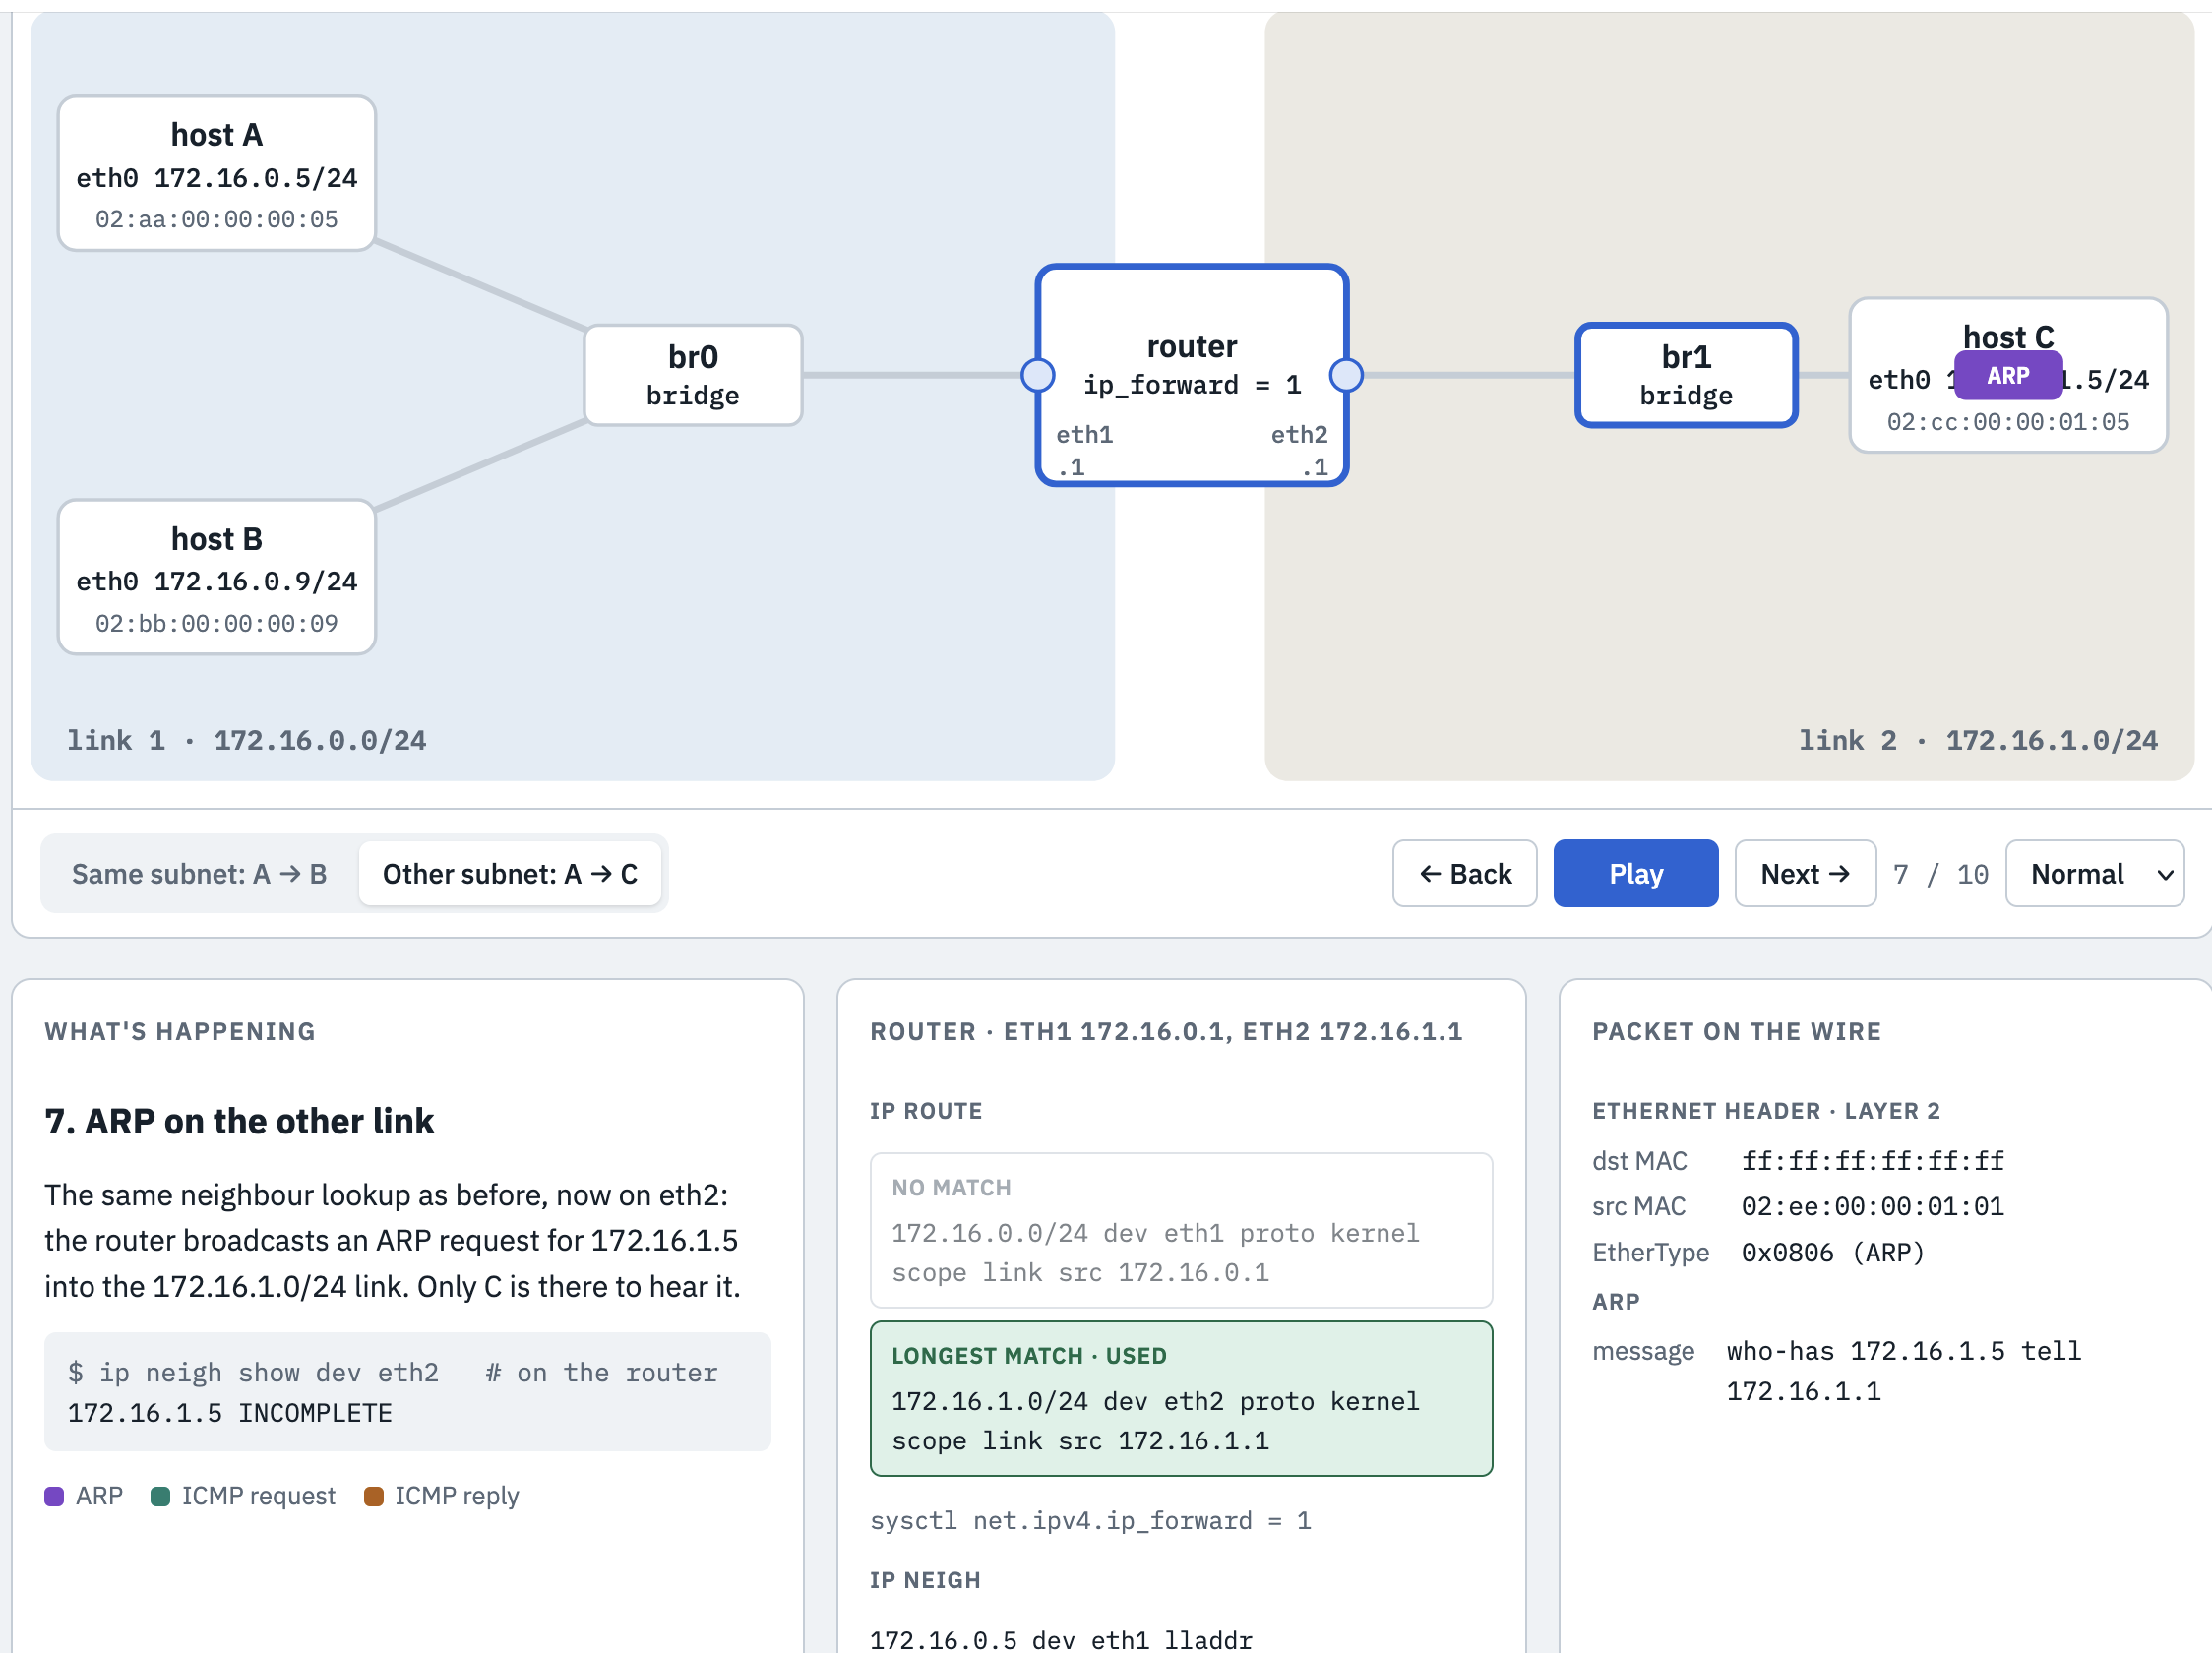 host A
eth0 172.16.0.5/24
02:aa:00:00:00:05
host B
eth0 172.16.0.9/24
02:bb:00:00:00:09
br0
bridge
router
ip_forward = 1
eth1
eth2
.1
.1
br1
bridge
host C
eth0 1
ARP
1.5/24
02:cc:00:00:01:05
link 1 · 172.16.0.0/24
link 2 · 172.16.1.0/24
Same subnet: A → B
Other subnet: A → C
← Back
Play
Next →
7 / 10
Normal
WHAT'S HAPPENING
7. ARP on the other link
The same neighbour lookup as before, now on eth2:
the router broadcasts an ARP request for 172.16.1.5
into the 172.16.1.0/24 link. Only C is there to hear it.
$ ip neigh show dev eth2   # on the router
172.16.1.5 INCOMPLETE
ARP
ICMP request
ICMP reply
ROUTER · ETH1 172.16.0.1, ETH2 172.16.1.1
IP ROUTE
NO MATCH
172.16.0.0/24 dev eth1 proto kernel
scope link src 172.16.0.1
LONGEST MATCH · USED
172.16.1.0/24 dev eth2 proto kernel
scope link src 172.16.1.1
sysctl net.ipv4.ip_forward = 1
IP NEIGH
172.16.0.5 dev eth1 lladdr
PACKET ON THE WIRE
ETHERNET HEADER · LAYER 2
dst MAC ff:ff:ff:ff:ff:ff
src MAC 02:ee:00:00:01:01
EtherType 0x0806 (ARP)
ARP
message who-has 172.16.1.5 tell
172.16.1.1